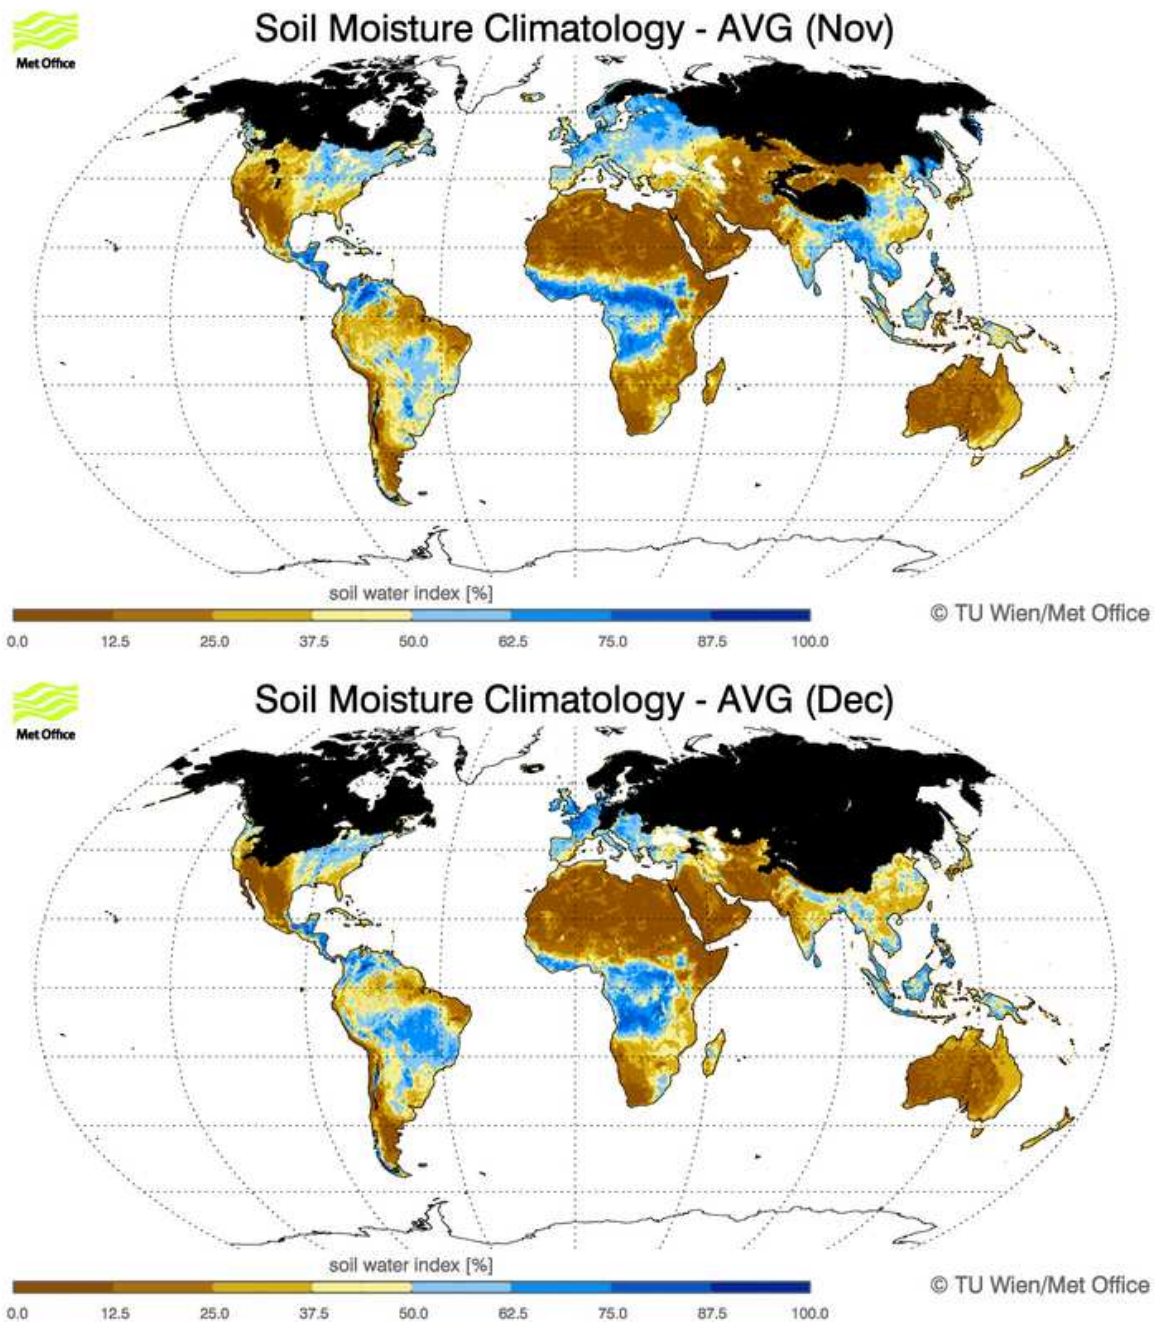 Soil Moisture Climatology - AVG (Nov)
Met Office
soil water index [%]
© TU Wien/Met Office
0.0 12.5 25.0 37.5 50.0 62.5 75.0 87.5 100.0
Soil Moisture Climatology - AVG (Dec)
Met Office
soil water index [%]
© TU Wien/Met Office
0.0 12.5 25.0 37.5 50.0 62.5 75.0 87.5 100.0